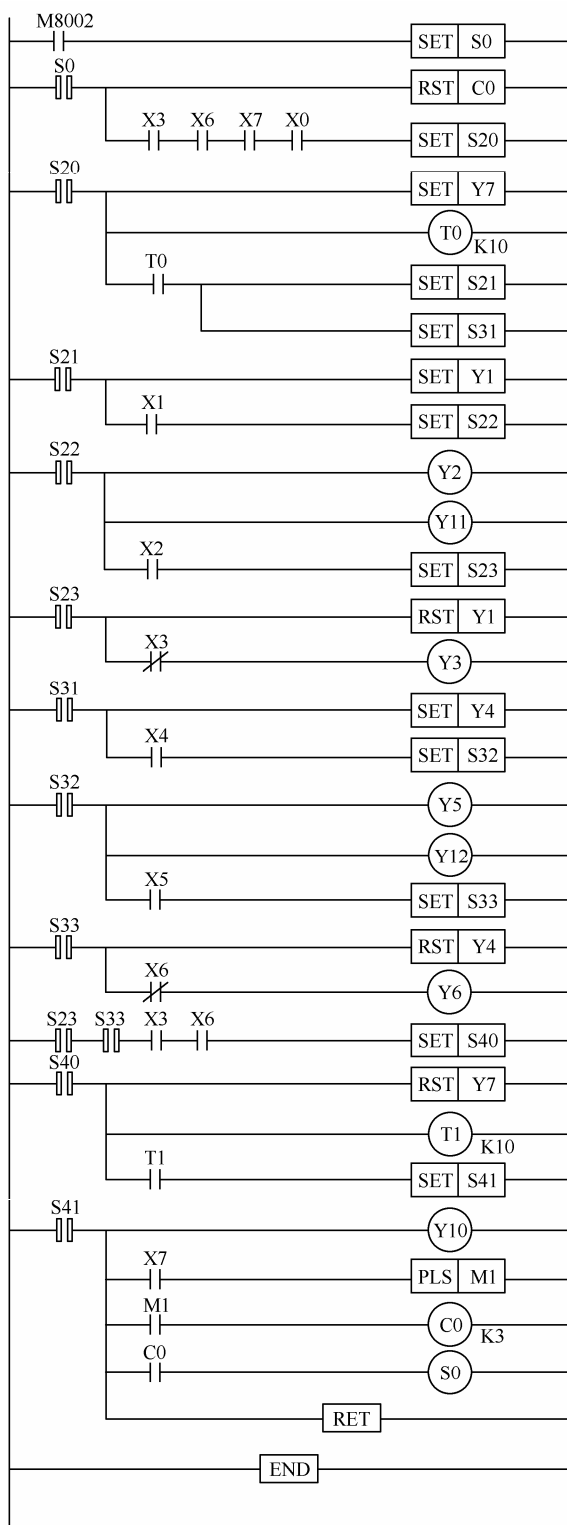 M8002
SET S0
S0
RST C0
X3 X6 X7 X0
SET S20
S20
SET Y7
T0
K10
T0
SET S21
SET S31
S21
SET Y1
X1
SET S22
S22
Y2
Y11
X2
SET S23
S23
RST Y1
X3
Y3
S31
SET Y4
X4
SET S32
S32
Y5
Y12
X5
SET S33
S33
RST Y4
X6
Y6
S23 S33 X3 X6
SET S40
S40
RST Y7
T1
K10
T1
SET S41
S41
Y10
X7
PLS M1
M1
C0
K3
C0
S0
RET
END